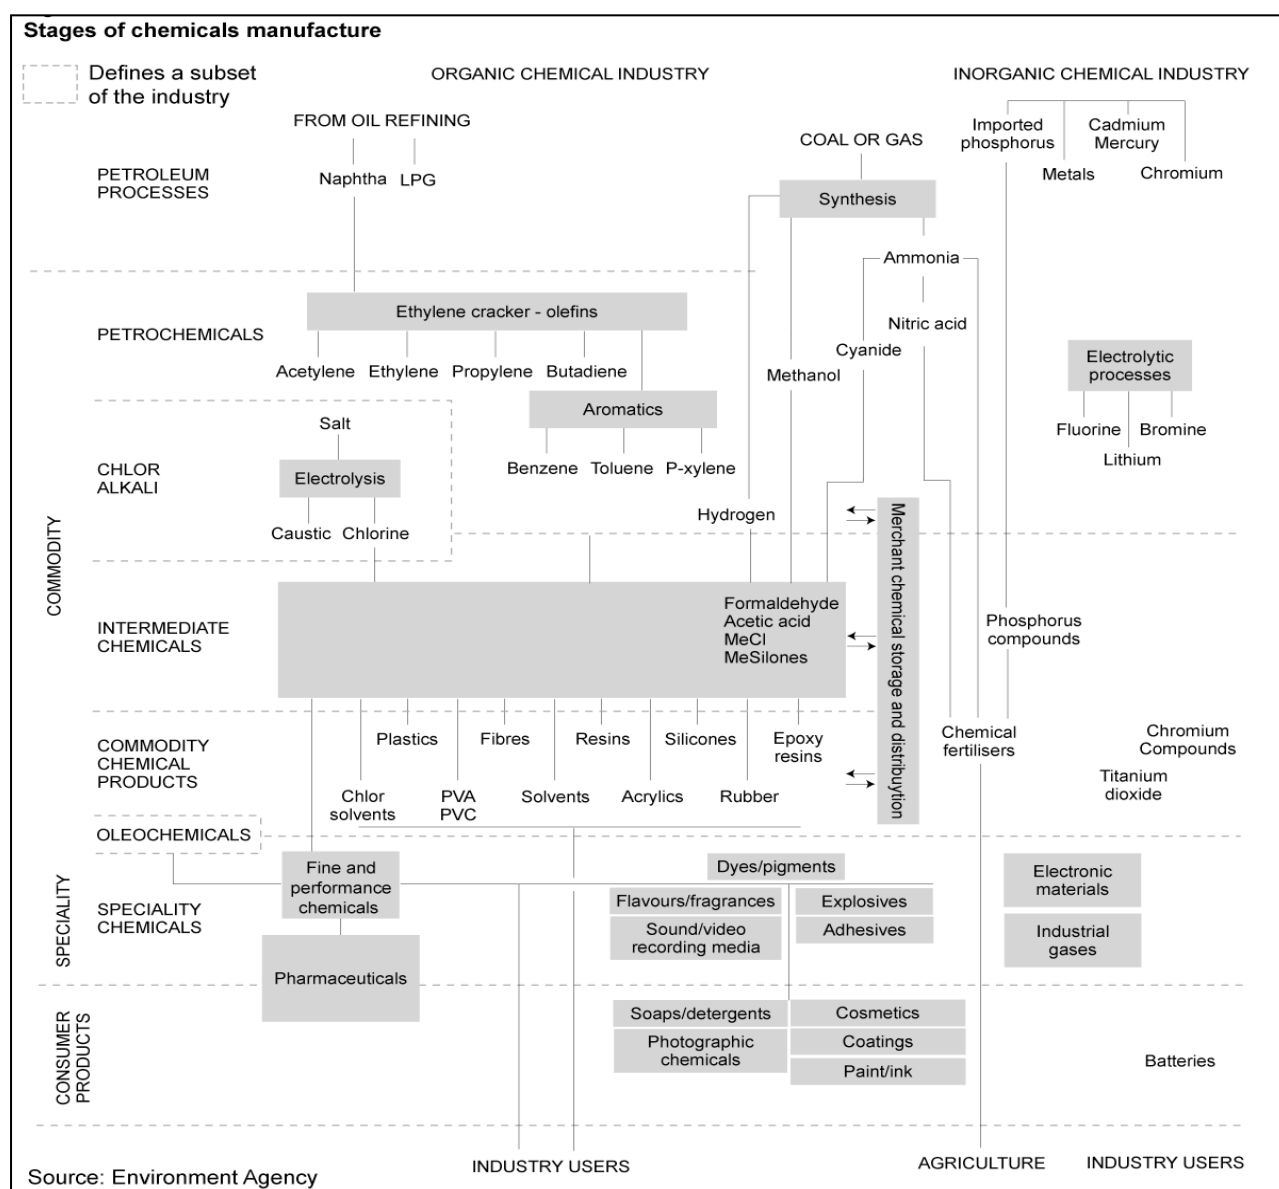 Stages of chemicals manufacture
Defines a subset
of the industry
ORGANIC CHEMICAL INDUSTRY
INORGANIC CHEMICAL INDUSTRY
FROM OIL REFINING
COAL OR GAS
Imported
phosphorus
Cadmium
Mercury
Metals
Chromium
PETROLEUM
PROCESSES
Naphtha
LPG
Synthesis
Ammonia
PETROCHEMICALS
Ethylene cracker - olefins
Nitric acid
Cyanide
Methanol
Acetylene
Ethylene
Propylene
Butadiene
Electrolytic
processes
Aromatics
Fluorine
Bromine
Lithium
Benzene
Toluene
P-xylene
Salt
CHLOR
ALKALI
Electrolysis
Caustic
Chlorine
Hydrogen
COMMODITY
Merchant chemical storage and distribuytion
INTERMEDIATE
CHEMICALS
Formaldehyde
Acetic acid
MeCl
MeSilones
Phosphorus
compounds
COMMODITY
CHEMICAL
PRODUCTS
Plastics
Fibres
Resins
Silicones
Epoxy
resins
Chemical
fertilisers
Chromium
Compounds
Titanium
dioxide
Chlor
solvents
PVA
PVC
Solvents
Acrylics
Rubber
OLEOCHEMICALS
SPECIALITY
SPECIALITY
CHEMICALS
Fine and
performance
chemicals
Dyes/pigments
Flavours/fragrances
Explosives
Sound/video
recording media
Adhesives
Electronic
materials
Industrial
gases
Pharmaceuticals
CONSUMER
PRODUCTS
Soaps/detergents
Cosmetics
Photographic
chemicals
Coatings
Paint/ink
Batteries
INDUSTRY USERS
AGRICULTURE
INDUSTRY USERS
Source: Environment Agency